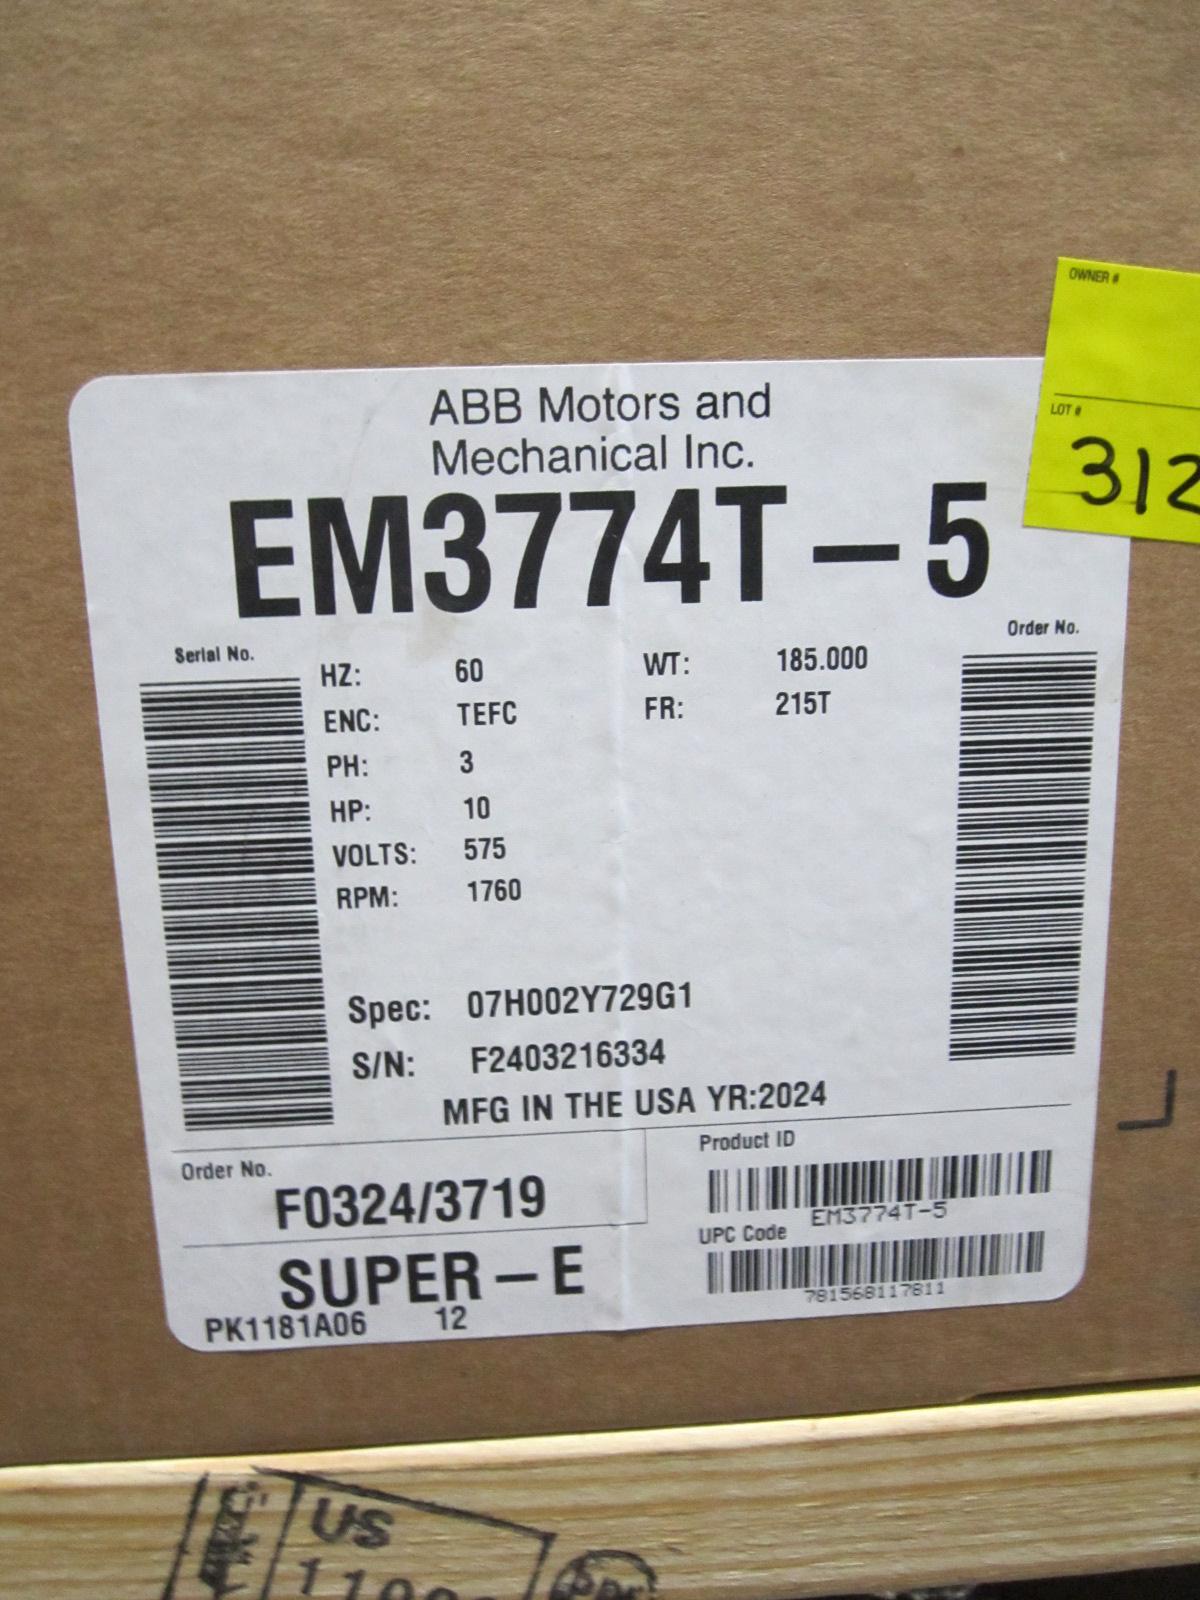 OWNER #
LOT #
312
ABB Motors and
Mechanical Inc.
EM3774T-5
Serial No.
Order No.
HZ: 60 WT: 185.000
ENC: TEFC FR: 215T
PH: 3
HP: 10
VOLTS: 575
RPM: 1760
Spec: 07H002Y729G1
S/N: F2403216334
MFG IN THE USA YR:2024
Order No.
F0324/3719
SUPER-E
PK1181A06 12
Product ID
EM3774T-5
UPC Code
781568117811
US